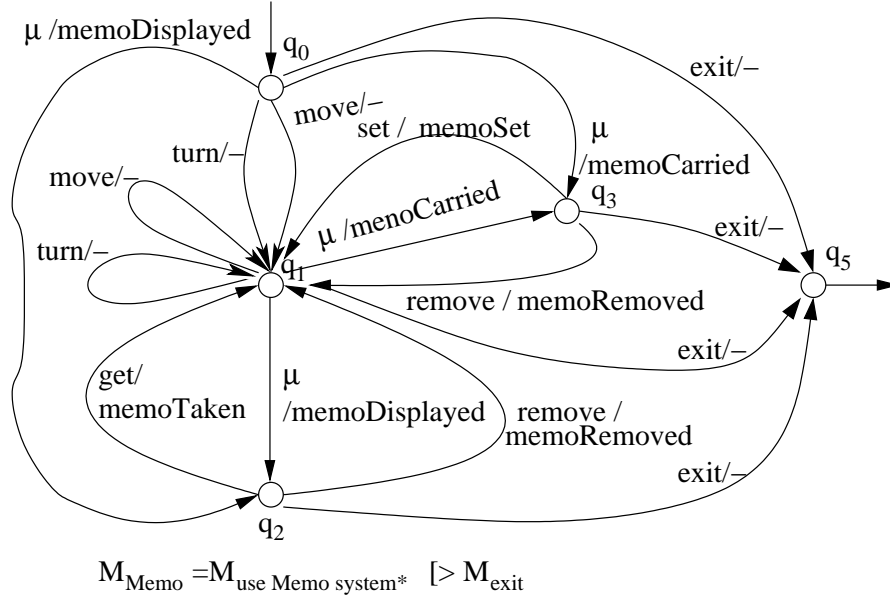 μ /memoDisplayed
q0
exit/–
move/–
set / memoSet
μ
/memoCarried
turn/–
move/–
q3
μ /menoCarried
exit/–
turn/–
q1
q5
remove / memoRemoved
exit/–
get/
memoTaken
μ
/memoDisplayed
remove /
memoRemoved
exit/–
q2
MMemo =Muse Memo system* [> Mexit